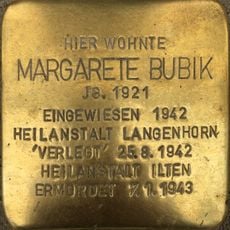 HIER WOHNTE
MARGARETE BUBIK
JG. 1921
EINGEWIESEN 1942
HEILANSTALT LANGENHORN
'VERLEGT' 25.8.1942
HEILANSTALT ILTEN
ERMORDET 7.1.1943